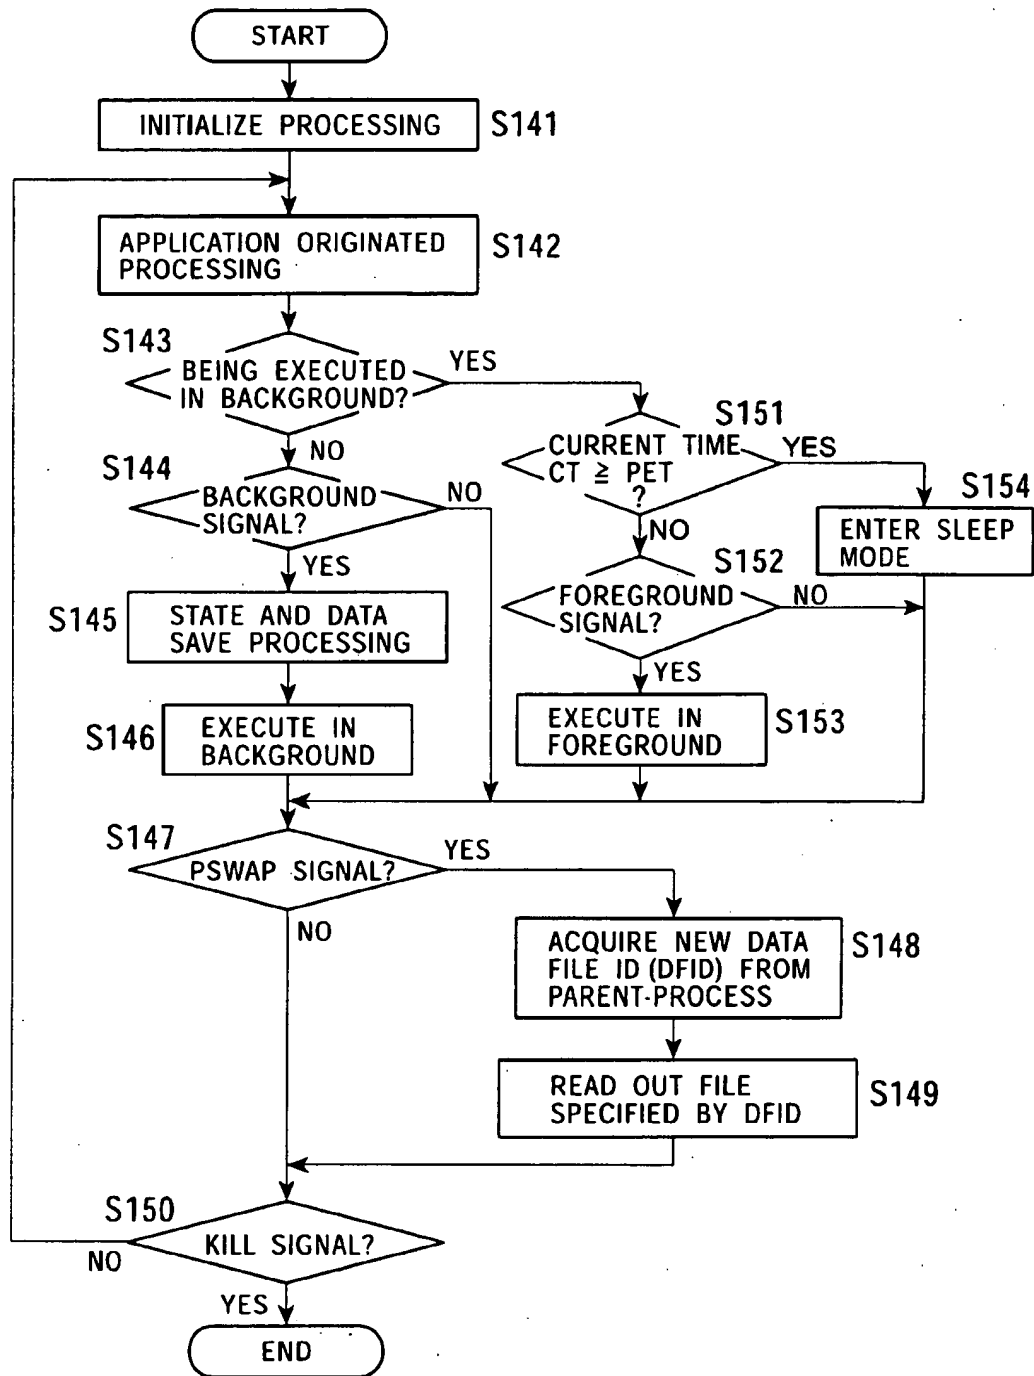 START
INITIALIZE PROCESSING
S141
APPLICATION ORIGINATED
PROCESSING
S142
S143
BEING EXECUTED
IN BACKGROUND?
YES
NO
S151
CURRENT TIME
CT ≧ PET
?
YES
NO
S144
BACKGROUND
SIGNAL?
NO
YES
S154
ENTER SLEEP
MODE
S152
FOREGROUND
SIGNAL?
NO
YES
S145
STATE AND DATA
SAVE PROCESSING
S146
EXECUTE IN
BACKGROUND
EXECUTE IN
FOREGROUND
S153
S147
PSWAP SIGNAL?
YES
NO
ACQUIRE NEW DATA
FILE ID (DFID) FROM
PARENT-PROCESS
S148
READ OUT FILE
SPECIFIED BY DFID
S149
S150
KILL SIGNAL?
NO
YES
END